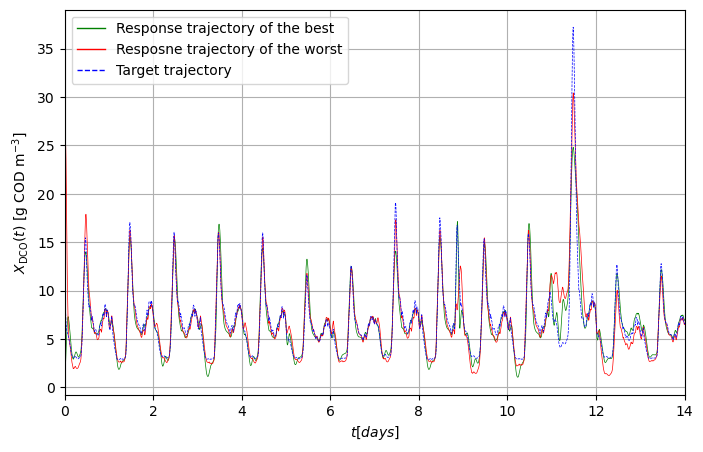 Response trajectory of the best
Resposne trajectory of the worst
Target trajectory
35
30
25
20
15
10
5
0
X_DCO(t) [g COD m⁻³]
0 2 4 6 8 10 12 14
t[days]